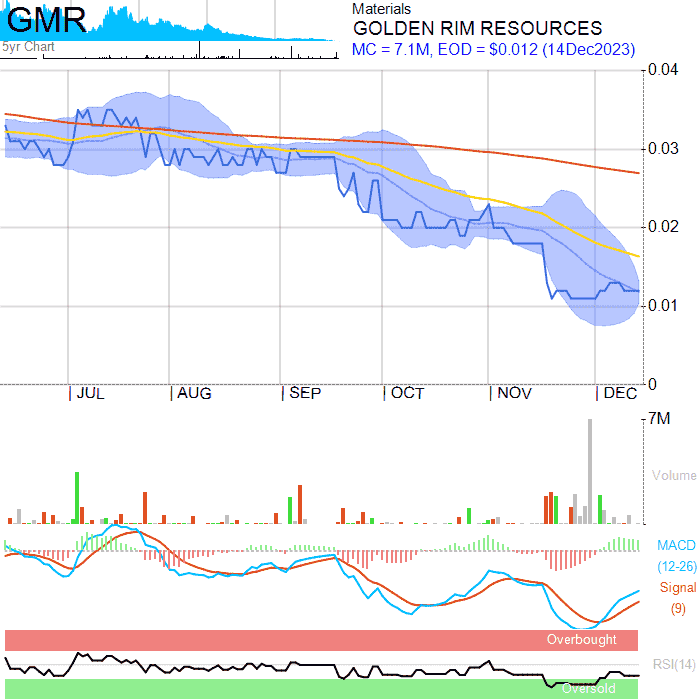 GMR
5yr Chart
Materials
GOLDEN RIM RESOURCES
MC = 7.1M, EOD = $0.012 (14Dec2023)
0.04
0.03
0.02
0.01
0
JUL AUG SEP OCT NOV DEC
7M
Volume
MACD
(12-26)
Signal
(9)
Overbought
RSI(14)
Oversold